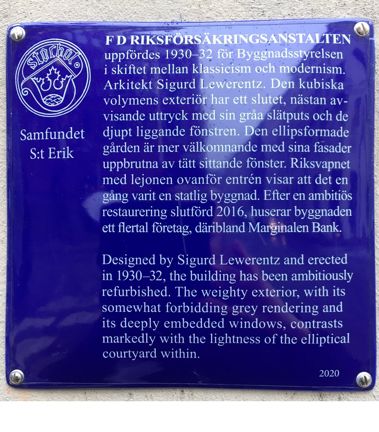 STOCKHOLM
Samfundet
S:t Erik
F D RIKSFÖRSÄKRINGSANSTALTEN
uppfördes 1930–32 för Byggnadsstyrelsen
i skiftet mellan klassicism och modernism.
Arkitekt Sigurd Lewerentz. Den kubiska
volymens exteriör har ett slutet, nästan av-
visande uttryck med sin gråa slätputs och de
djupt liggande fönstren. Den ellipsformade
gården är mer välkomnande med sina fasader
uppbrutna av tätt sittande fönster. Riksvapnet
med lejonen ovanför entrén visar att det en
gång varit en statlig byggnad. Efter en ambitiös
restaurering slutförd 2016, huserar byggnaden
ett flertal företag, däribland Marginalen Bank.
Designed by Sigurd Lewerentz and erected
in 1930–32, the building has been ambitiously
refurbished. The weighty exterior, with its
somewhat forbidding grey rendering and
its deeply embedded windows, contrasts
markedly with the lightness of the elliptical
courtyard within.
2020